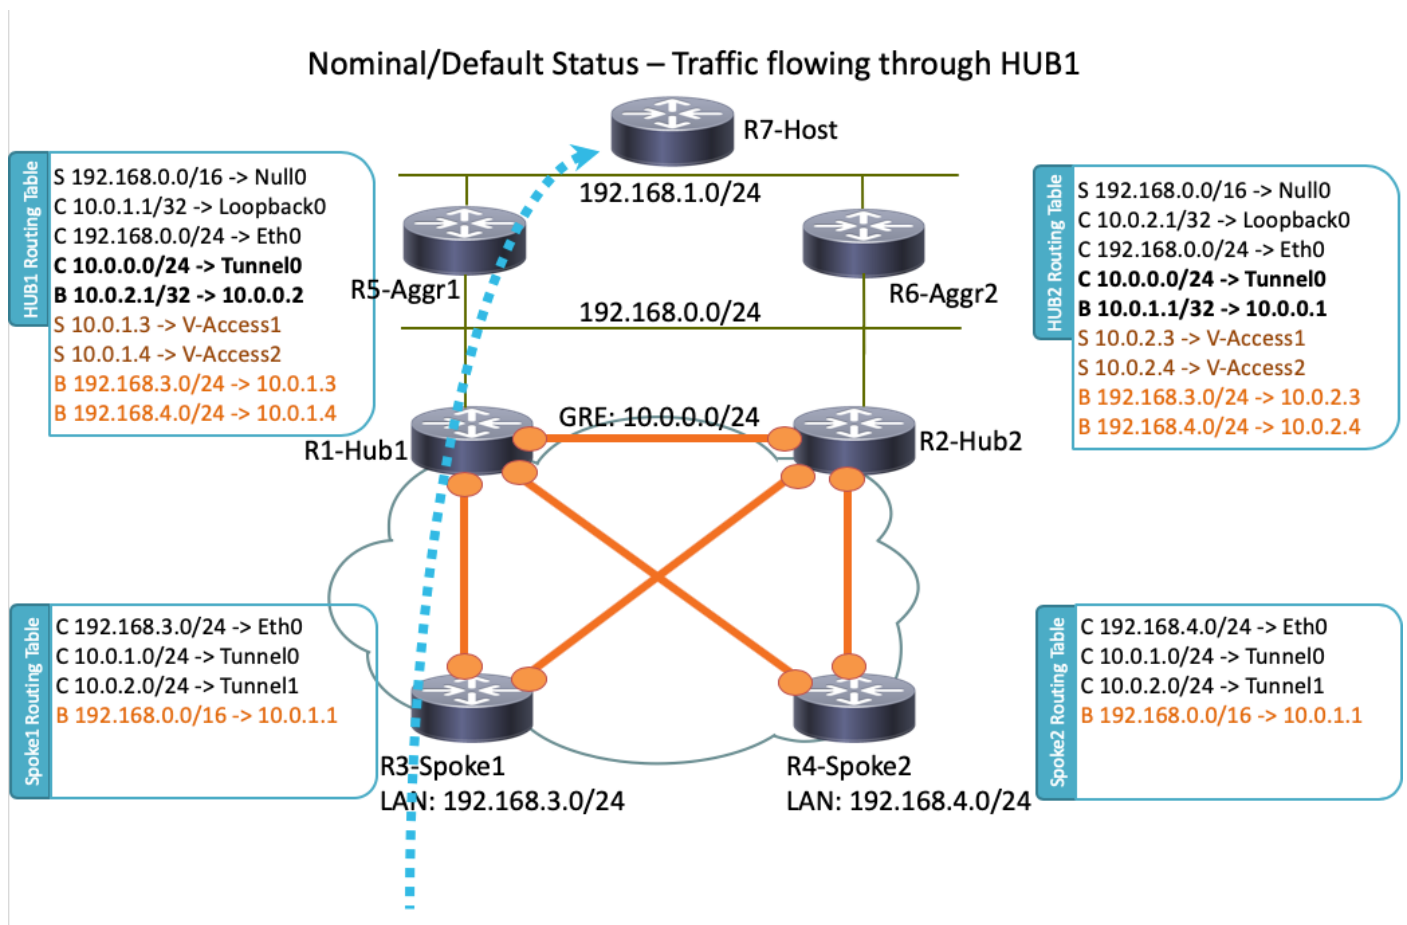 Nominal/Default Status – Traffic flowing through HUB1
R7-Host
192.168.1.0/24
HUB1 Routing Table
S 192.168.0.0/16 -> Null0
C 10.0.1.1/32 -> Loopback0
C 192.168.0.0/24 -> Eth0
C 10.0.0.0/24 -> Tunnel0
B 10.0.2.1/32 -> 10.0.0.2
S 10.0.1.3 -> V-Access1
S 10.0.1.4 -> V-Access2
B 192.168.3.0/24 -> 10.0.1.3
B 192.168.4.0/24 -> 10.0.1.4
HUB2 Routing Table
S 192.168.0.0/16 -> Null0
C 10.0.2.1/32 -> Loopback0
C 192.168.0.0/24 -> Eth0
C 10.0.0.0/24 -> Tunnel0
B 10.0.1.1/32 -> 10.0.0.1
S 10.0.2.3 -> V-Access1
S 10.0.2.4 -> V-Access2
B 192.168.3.0/24 -> 10.0.2.3
B 192.168.4.0/24 -> 10.0.2.4
R5-Aggr1
R6-Aggr2
192.168.0.0/24
GRE: 10.0.0.0/24
R1-Hub1
R2-Hub2
Spoke1 Routing Table
C 192.168.3.0/24 -> Eth0
C 10.0.1.0/24 -> Tunnel0
C 10.0.2.0/24 -> Tunnel1
B 192.168.0.0/16 -> 10.0.1.1
Spoke2 Routing Table
C 192.168.4.0/24 -> Eth0
C 10.0.1.0/24 -> Tunnel0
C 10.0.2.0/24 -> Tunnel1
B 192.168.0.0/16 -> 10.0.1.1
R3-Spoke1
LAN: 192.168.3.0/24
R4-Spoke2
LAN: 192.168.4.0/24